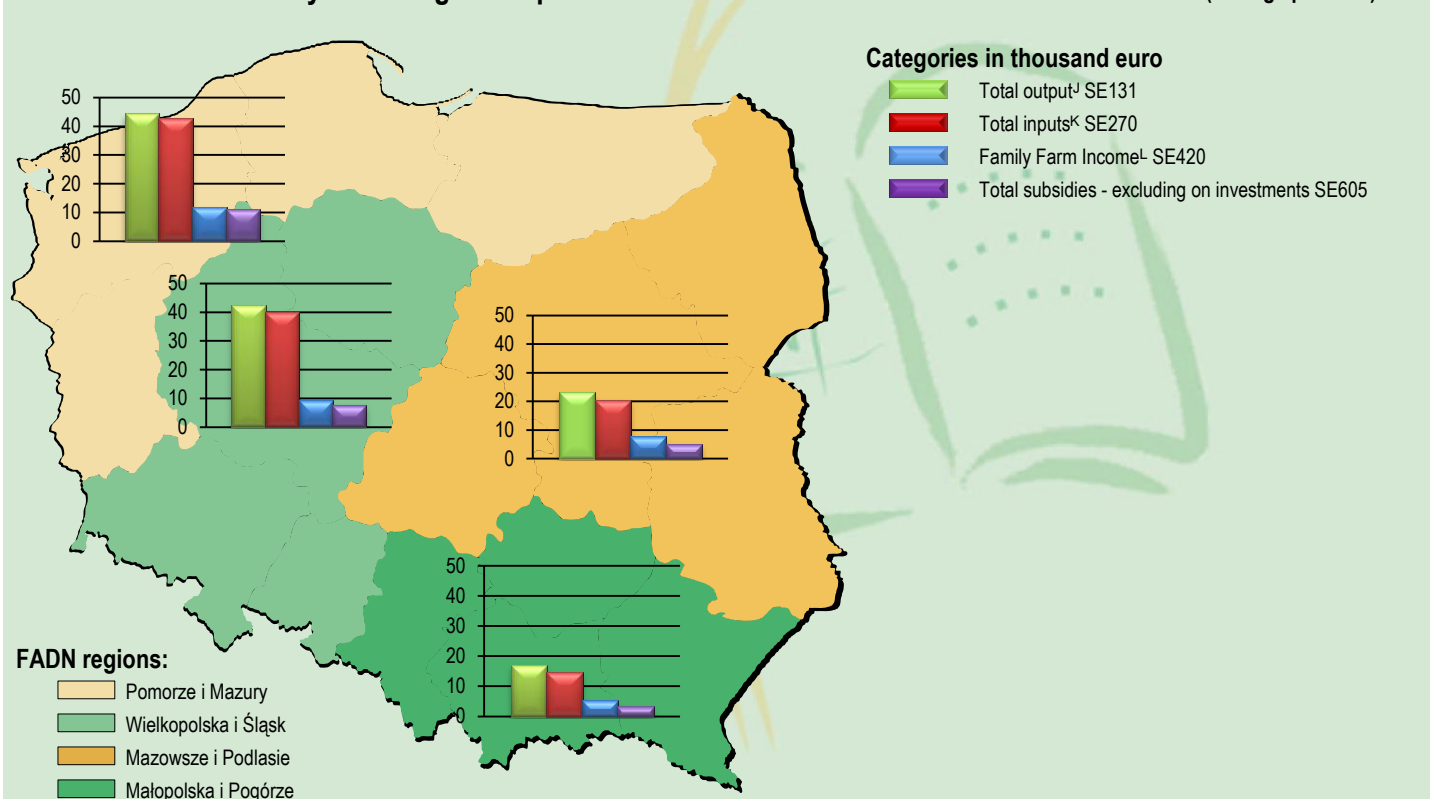 Categories in thousand euro
Total outputᴶ SE131
Total inputsᴷ SE270
Family Farm Incomeᴸ SE420
Total subsidies - excluding on investments SE605
50
40
30
20
10
0
50
40
30
20
10
0
50
40
30
20
10
0
50
40
30
20
10
0
FADN regions:
Pomorze i Mazury
Wielkopolska i Śląsk
Mazowsze i Podlasie
Małopolska i Pogórze